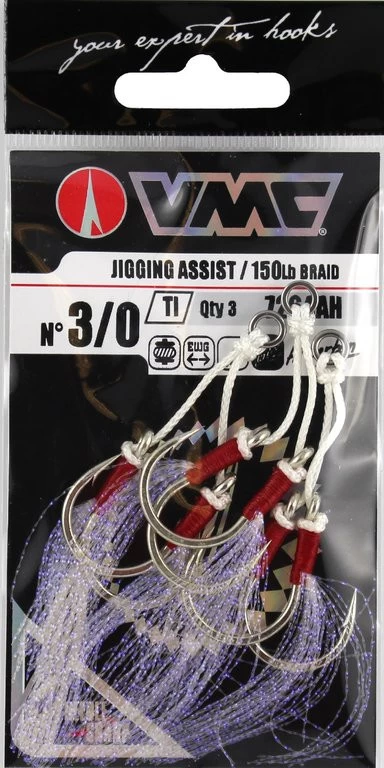 your expert in hooks
VMC®
JIGGING ASSIST / 150Lb BRAID
N° 3/0 TI Qty 3
EWG